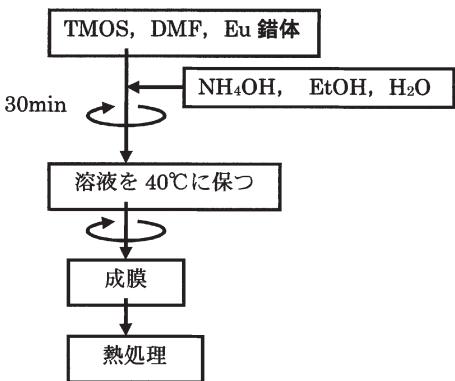 TMOS, DMF, Eu 錯体
NH₄OH, EtOH, H₂O
30min
溶液を 40℃に保つ
成膜
熱処理